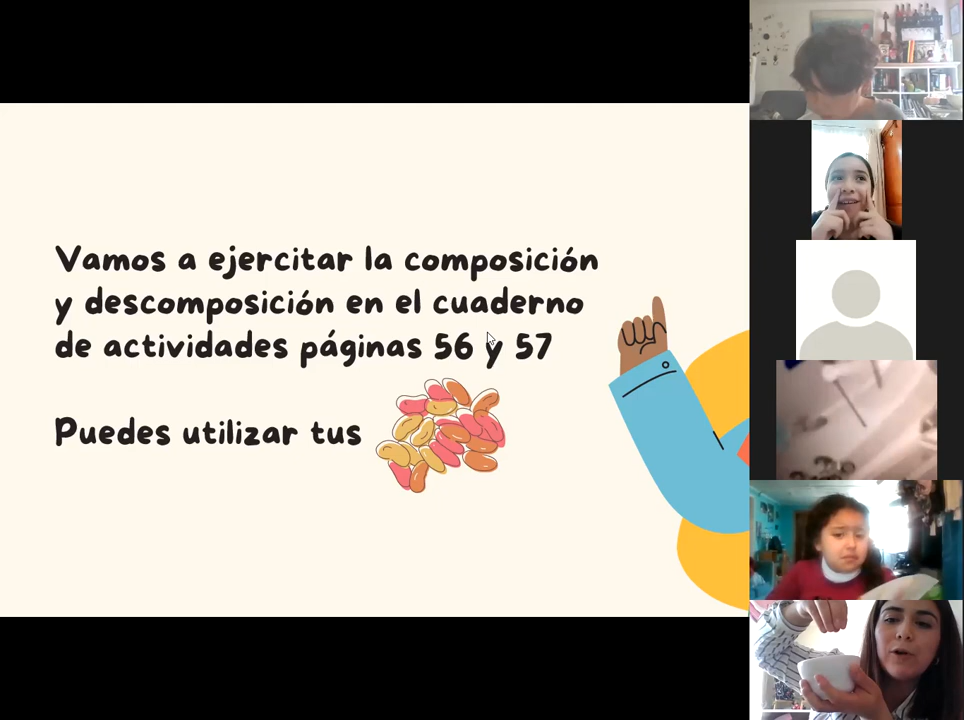 Vamos a ejercitar la composición
y descomposición en el cuaderno
de actividades páginas 56 y 57
Puedes utilizar tus